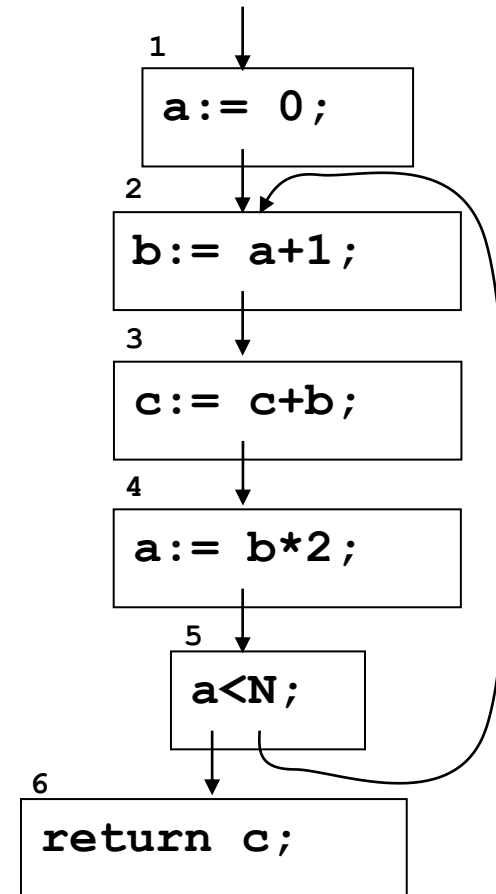 1
a:= 0;
2
b:= a+1;
3
c:= c+b;
4
a:= b*2;
5
a<N;
6
return c;